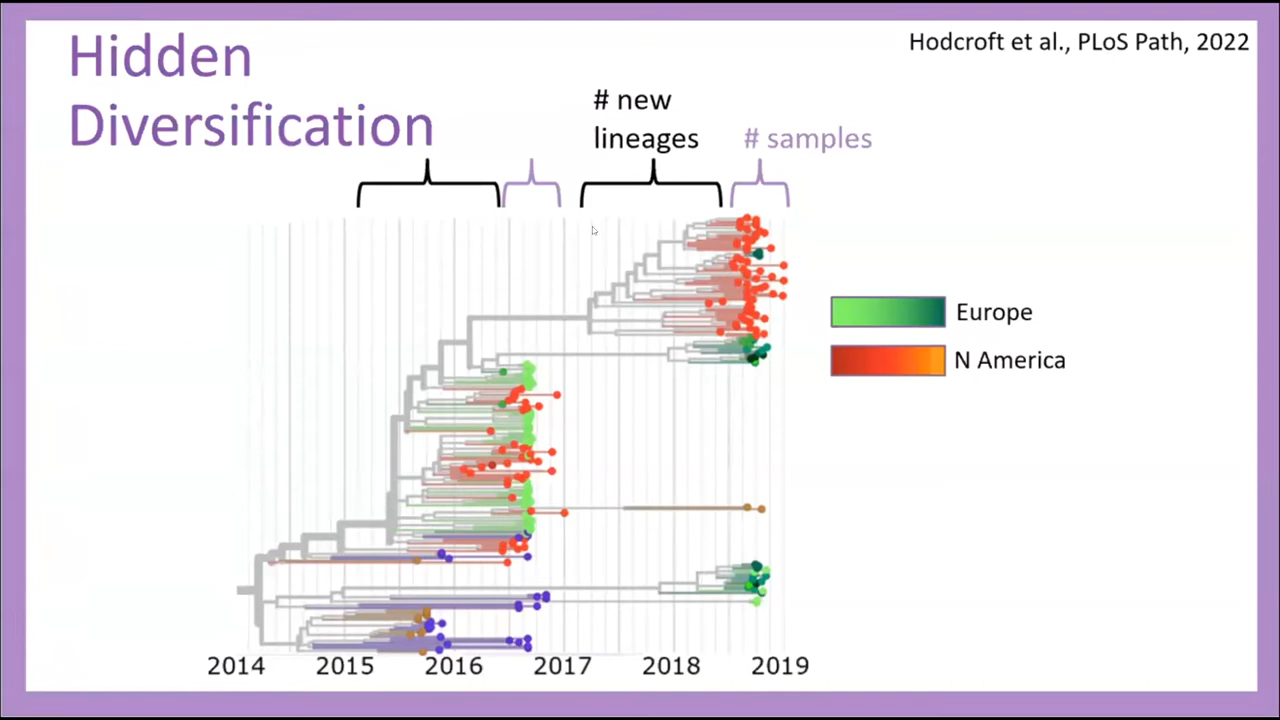 Hidden
Diversification
Hodcroft et al., PLoS Path, 2022
# new
lineages
# samples
Europe
N America
2014 2015 2016 2017 2018 2019